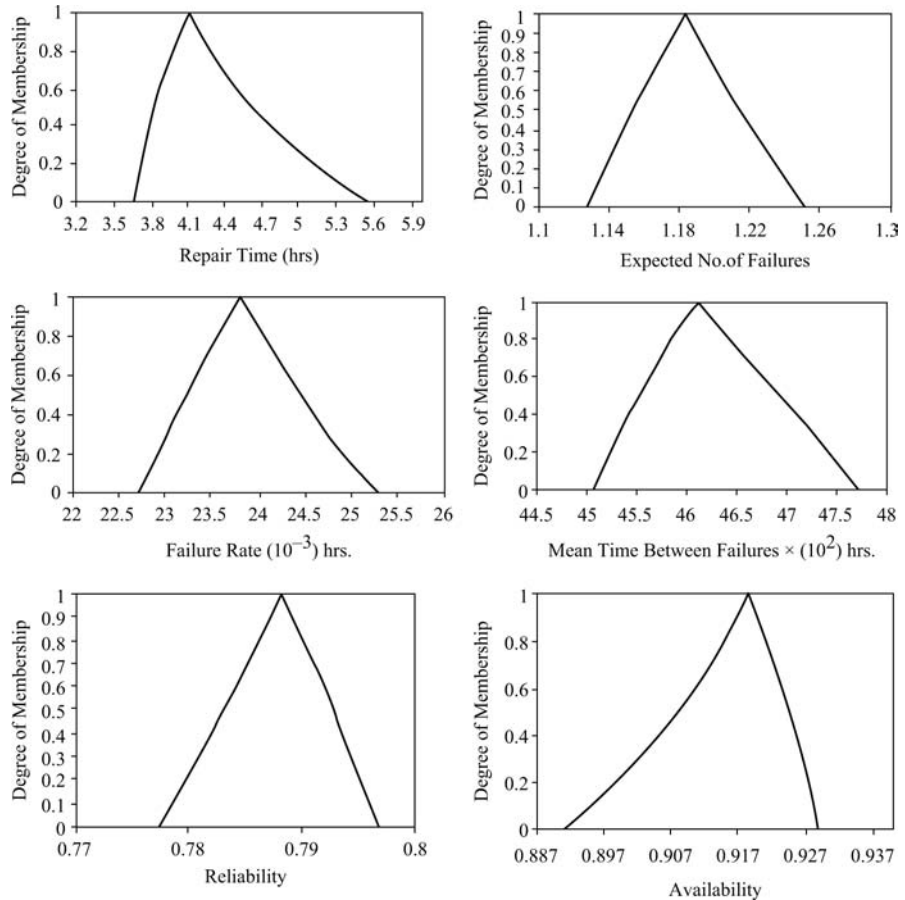 Degree of Membership
1
0.8
0.6
0.4
0.2
0
3.2 3.5 3.8 4.1 4.4 4.7 5 5.3 5.6 5.9
Repair Time (hrs)
Degree of Membership
1
0.9
0.8
0.7
0.6
0.5
0.4
0.3
0.2
0.1
0
1.1 1.14 1.18 1.22 1.26 1.3
Expected No.of Failures
Degree of Membership
1
0.8
0.6
0.4
0.2
0
22 22.5 23 23.5 24 24.5 25 25.5 26
Failure Rate (10⁻³) hrs.
Degree of Membership
1
0.8
0.6
0.4
0.2
0
44.5 45 45.5 46 46.5 47 47.5 48
Mean Time Between Failures × (10²) hrs.
Degree of Membership
1
0.9
0.8
0.7
0.6
0.5
0.4
0.3
0.2
0.1
0
0.77 0.78 0.79 0.8
Reliability
Degree of Membership
1
0.8
0.6
0.4
0.2
0
0.887 0.897 0.907 0.917 0.927 0.937
Availability